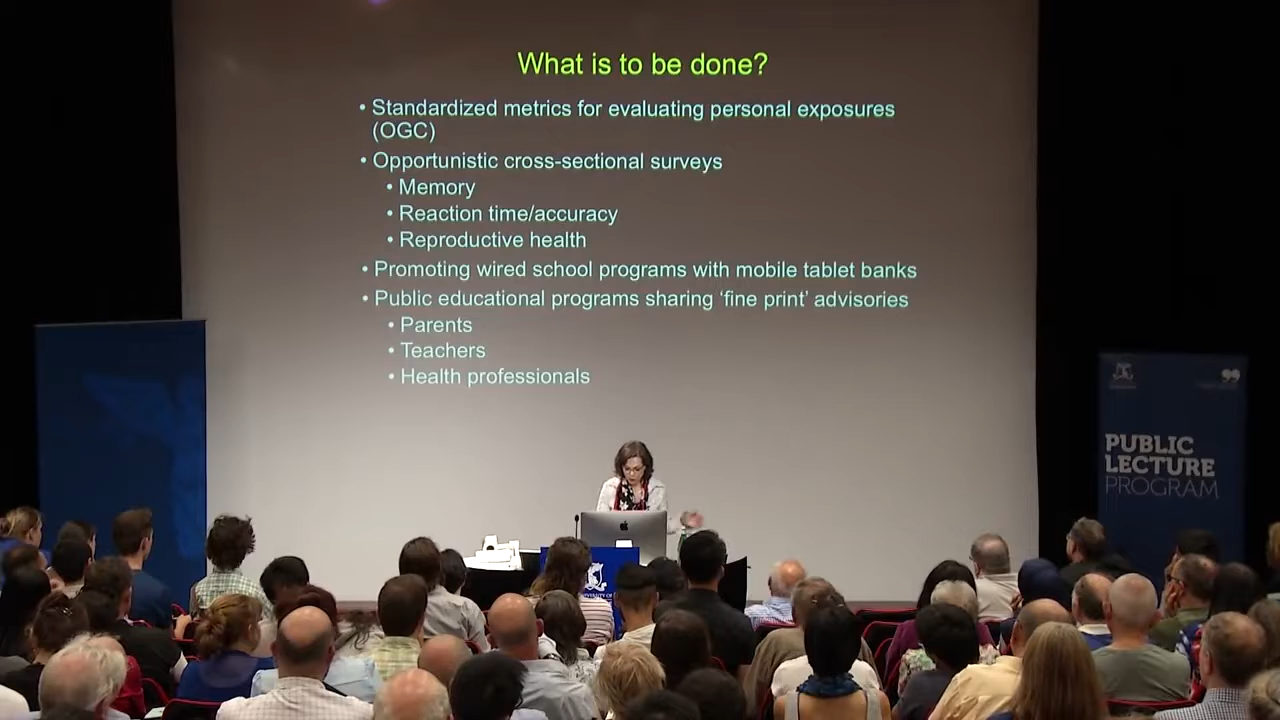 What is to be done?
• Standardized metrics for evaluating personal exposures
(OGC)
• Opportunistic cross-sectional surveys
• Memory
• Reaction time/accuracy
• Reproductive health
• Promoting wired school programs with mobile tablet banks
• Public educational programs sharing ‘fine print’ advisories
• Parents
• Teachers
• Health professionals
PUBLIC
LECTURE
PROGRAM